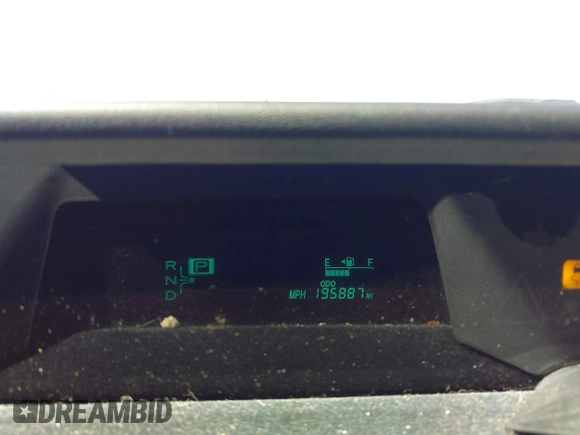 R P E F
N ODO
D MPH 195887 MI
DREAMBID